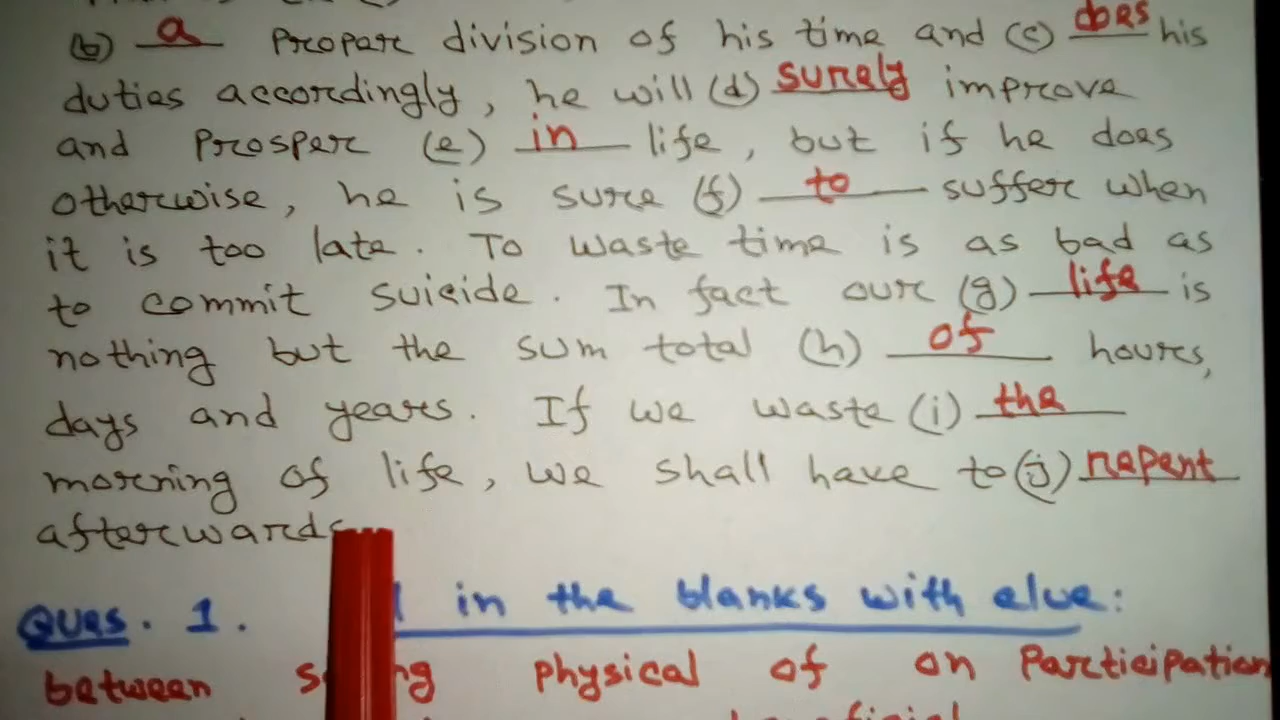 (b) a proper division of his time and (c) does his
duties accordingly, he will (d) surely improve
and prosper (e) in life, but if he does
otherwise, he is sure (f) to suffer when
it is too late. To waste time is as bad as
to commit suicide. In fact our (g) life is
nothing but the sum total (h) of hours,
days and years. If we waste (i) the
morning of life, we shall have to (j) repent
afterwards
Ques. 1. in the blanks with clue:
between physical of on Participation